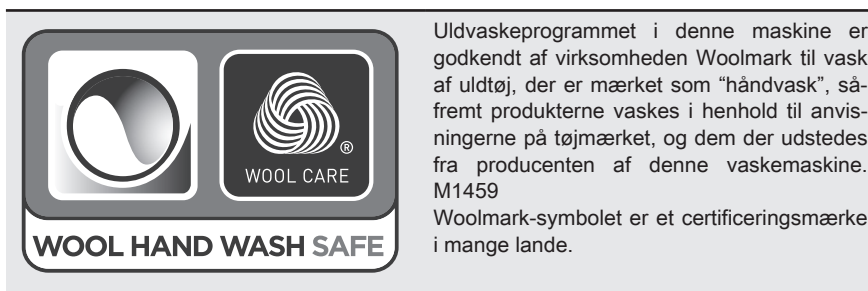 WOOL CARE
®
WOOL HAND WASH SAFE
Uldvaskeprogrammet i denne maskine er
godkendt af virksomheden Woolmark til vask
af uldtøj, der er mærket som “håndvask”, så-
fremt produkterne vaskes i henhold til anvis-
ningerne på tøjmærket, og dem der udstedes
fra producenten af denne vaskemaskine.
M1459
Woolmark-symbolet er et certificeringsmærke
i mange lande.